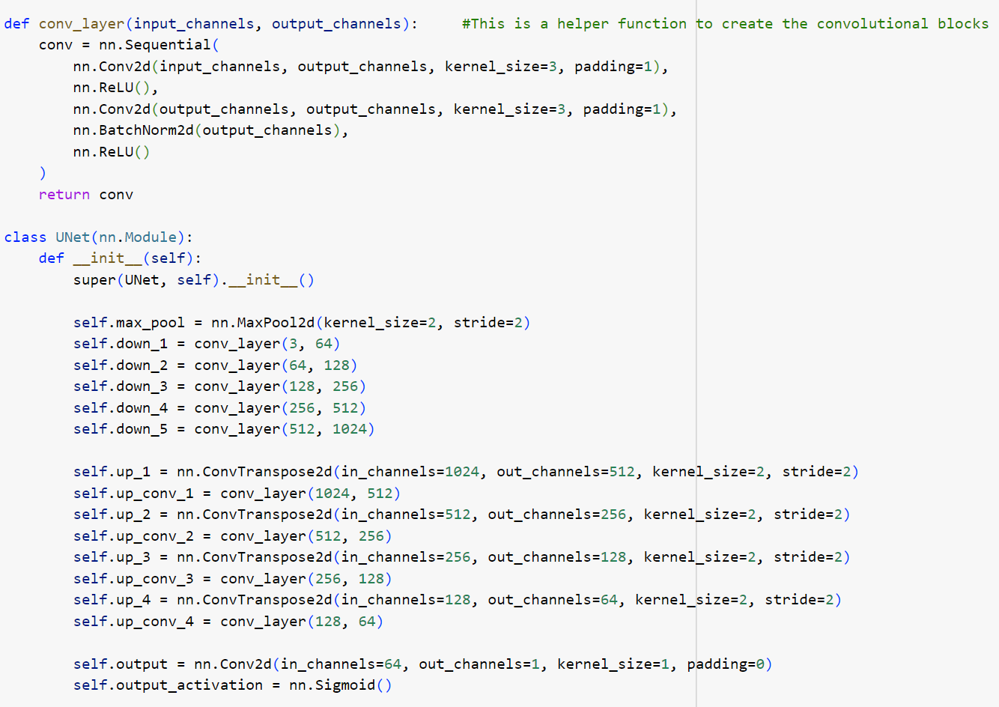 def conv_layer(input_channels, output_channels):     #This is a helper function to create the convolutional blocks
    conv = nn.Sequential(
        nn.Conv2d(input_channels, output_channels, kernel_size=3, padding=1),
        nn.ReLU(),
        nn.Conv2d(output_channels, output_channels, kernel_size=3, padding=1),
        nn.BatchNorm2d(output_channels),
        nn.ReLU()
    )
    return conv

class UNet(nn.Module):
    def __init__(self):
        super(UNet, self).__init__()

        self.max_pool = nn.MaxPool2d(kernel_size=2, stride=2)
        self.down_1 = conv_layer(3, 64)
        self.down_2 = conv_layer(64, 128)
        self.down_3 = conv_layer(128, 256)
        self.down_4 = conv_layer(256, 512)
        self.down_5 = conv_layer(512, 1024)

        self.up_1 = nn.ConvTranspose2d(in_channels=1024, out_channels=512, kernel_size=2, stride=2)
        self.up_conv_1 = conv_layer(1024, 512)
        self.up_2 = nn.ConvTranspose2d(in_channels=512, out_channels=256, kernel_size=2, stride=2)
        self.up_conv_2 = conv_layer(512, 256)
        self.up_3 = nn.ConvTranspose2d(in_channels=256, out_channels=128, kernel_size=2, stride=2)
        self.up_conv_3 = conv_layer(256, 128)
        self.up_4 = nn.ConvTranspose2d(in_channels=128, out_channels=64, kernel_size=2, stride=2)
        self.up_conv_4 = conv_layer(128, 64)

        self.output = nn.Conv2d(in_channels=64, out_channels=1, kernel_size=1, padding=0)
        self.output_activation = nn.Sigmoid()